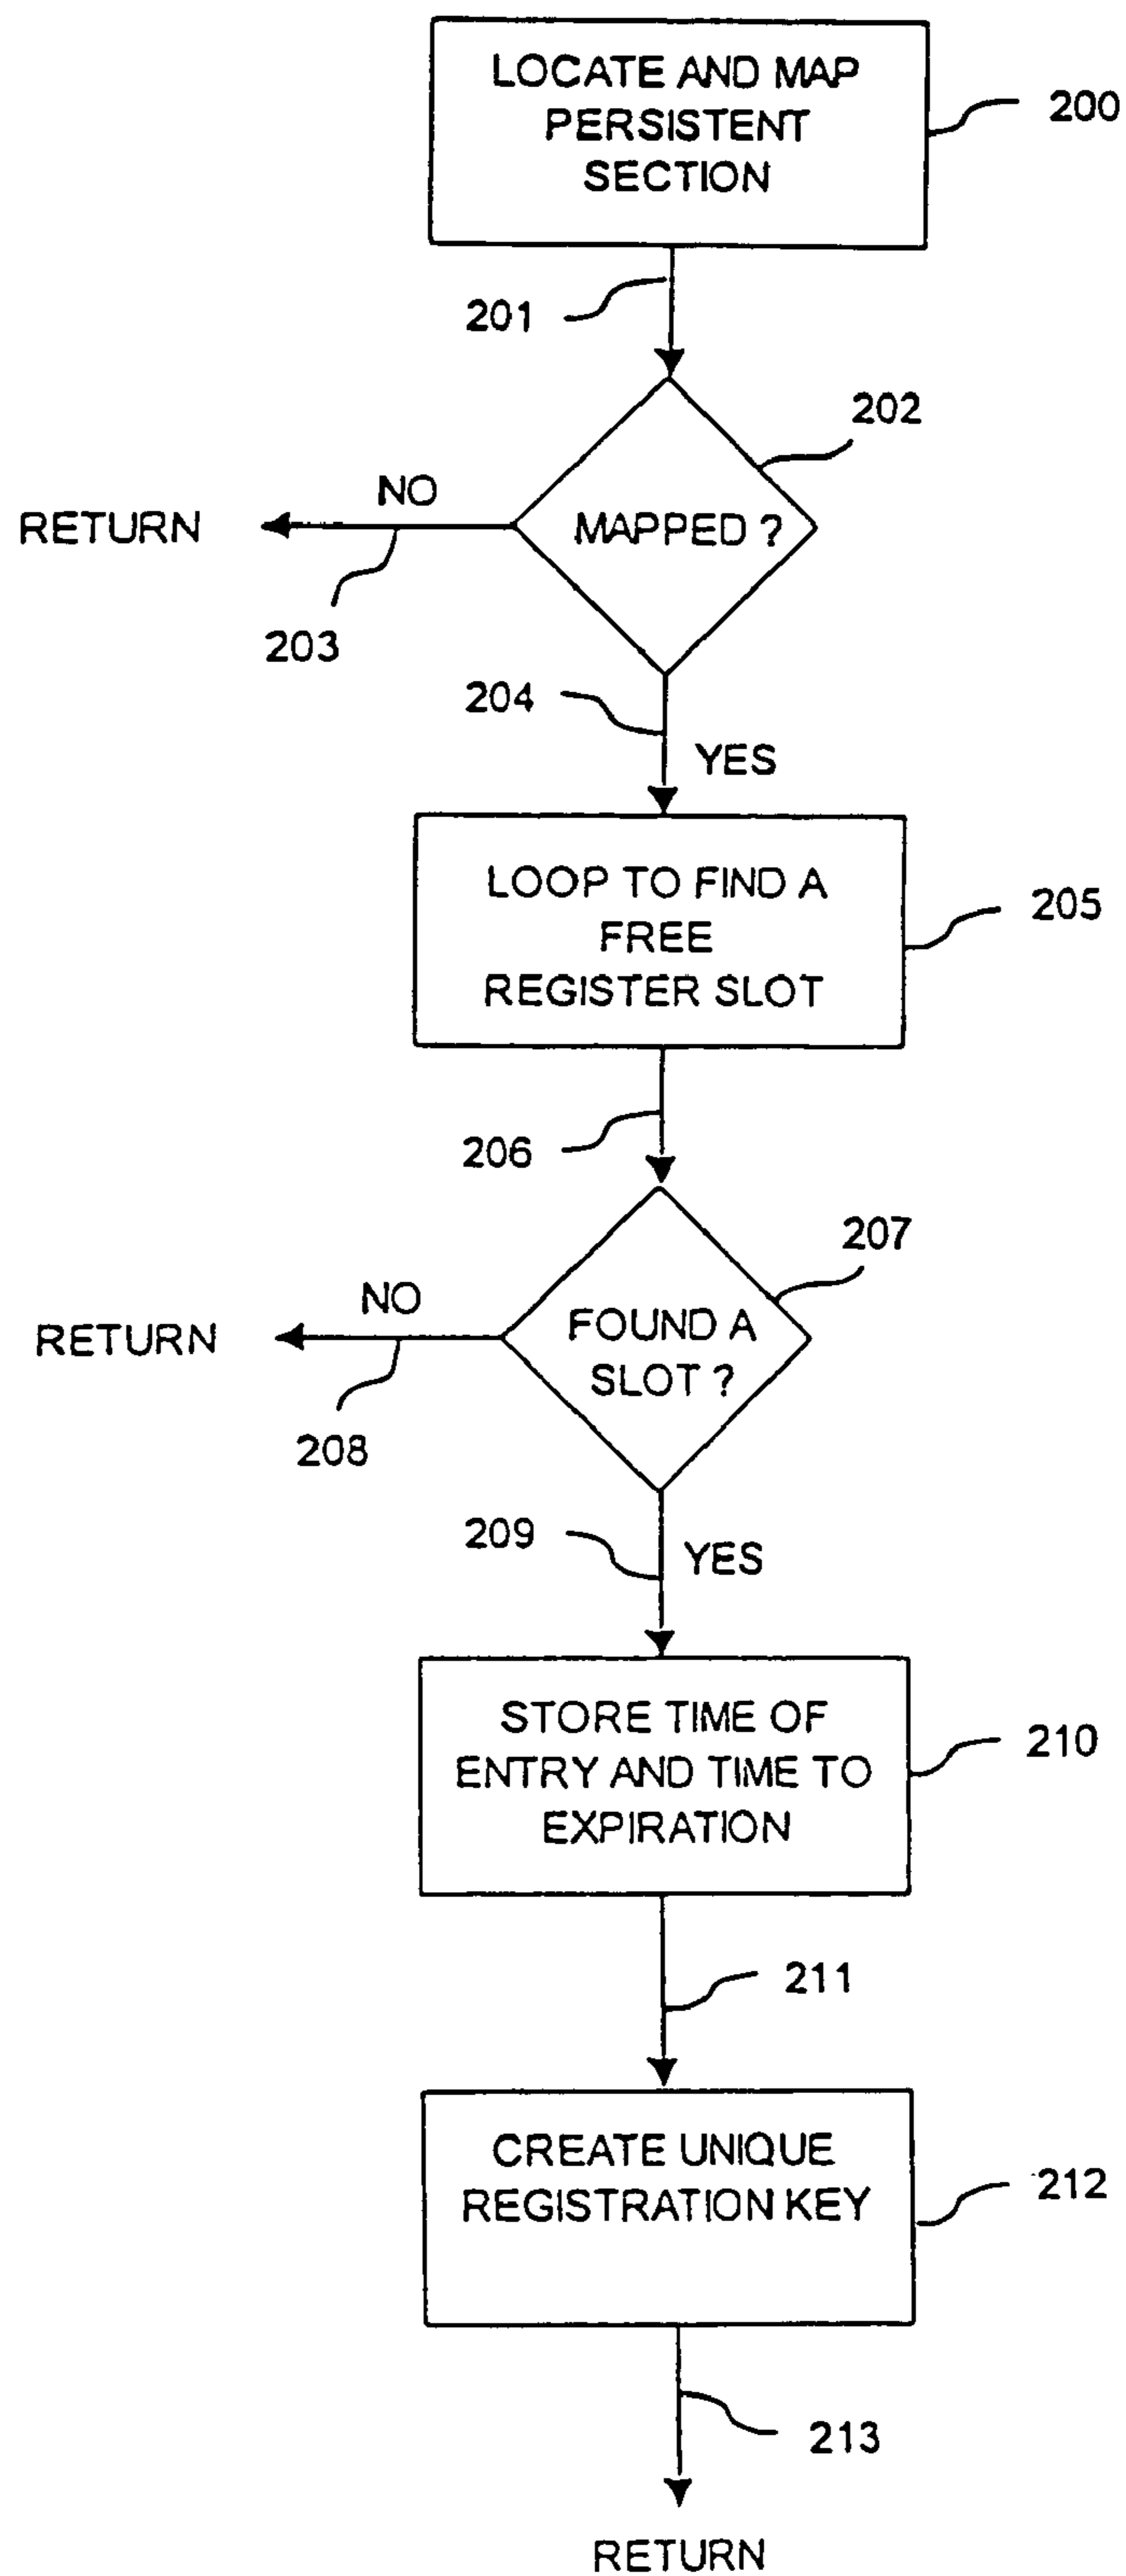 LOCATE AND MAP
PERSISTENT
SECTION
200
201
202
MAPPED ?
NO
RETURN
203
204
YES
LOOP TO FIND A
FREE
REGISTER SLOT
205
206
207
FOUND A
SLOT ?
NO
RETURN
208
209
YES
STORE TIME OF
ENTRY AND TIME TO
EXPIRATION
210
211
CREATE UNIQUE
REGISTRATION KEY
212
213
RETURN